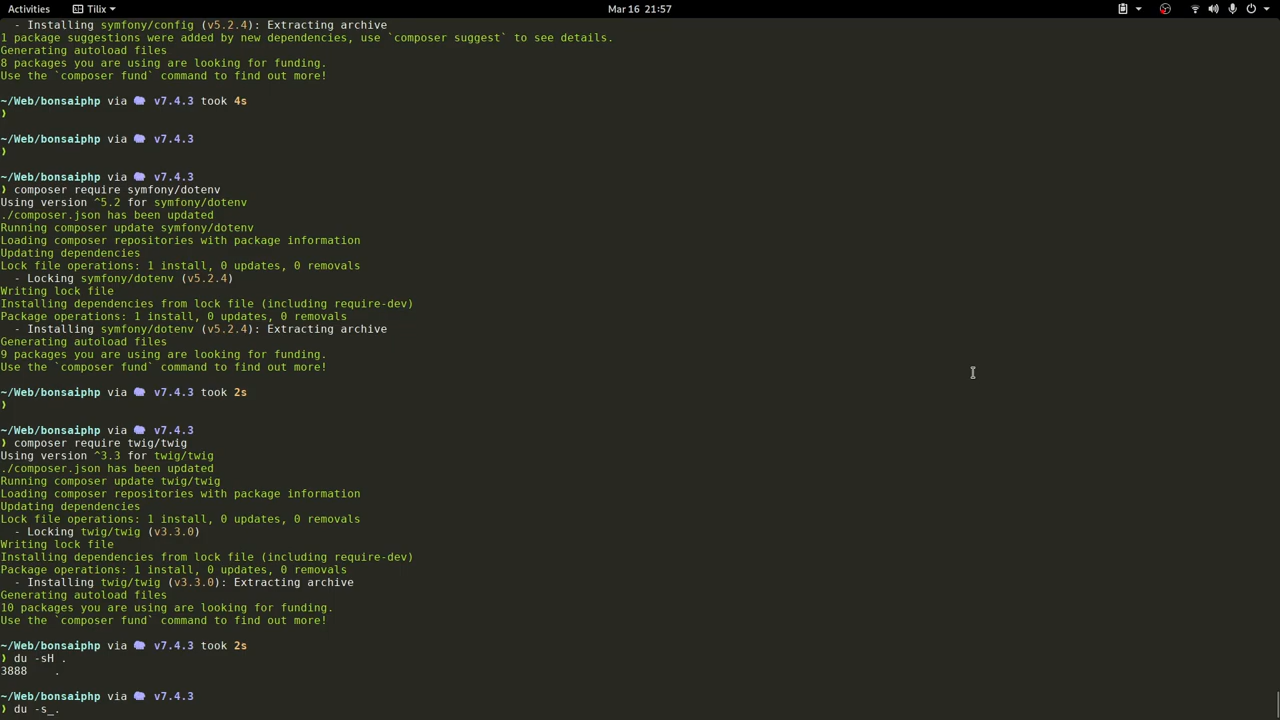 Activities Tilix Mar 16 21:57
- Installing symfony/config (v5.2.4): Extracting archive
1 package suggestions were added by new dependencies, use `composer suggest` to see details.
Generating autoload files
8 packages you are using are looking for funding.
Use the `composer fund` command to find out more!
~/Web/bonsaiphp via v7.4.3 took 4s
❯
~/Web/bonsaiphp via v7.4.3
❯
~/Web/bonsaiphp via v7.4.3
❯ composer require symfony/dotenv
Using version ^5.2 for symfony/dotenv
./composer.json has been updated
Running composer update symfony/dotenv
Loading composer repositories with package information
Updating dependencies
Lock file operations: 1 install, 0 updates, 0 removals
- Locking symfony/dotenv (v5.2.4)
Writing lock file
Installing dependencies from lock file (including require-dev)
Package operations: 1 install, 0 updates, 0 removals
- Installing symfony/dotenv (v5.2.4): Extracting archive
Generating autoload files
9 packages you are using are looking for funding.
Use the `composer fund` command to find out more!
~/Web/bonsaiphp via v7.4.3 took 2s
❯
~/Web/bonsaiphp via v7.4.3
❯ composer require twig/twig
Using version ^3.3 for twig/twig
./composer.json has been updated
Running composer update twig/twig
Loading composer repositories with package information
Updating dependencies
Lock file operations: 1 install, 0 updates, 0 removals
- Locking twig/twig (v3.3.0)
Writing lock file
Installing dependencies from lock file (including require-dev)
Package operations: 1 install, 0 updates, 0 removals
- Installing twig/twig (v3.3.0): Extracting archive
Generating autoload files
10 packages you are using are looking for funding.
Use the `composer fund` command to find out more!
~/Web/bonsaiphp via v7.4.3 took 2s
❯ du -sH .
3888 .
~/Web/bonsaiphp via v7.4.3
❯ du -s_.